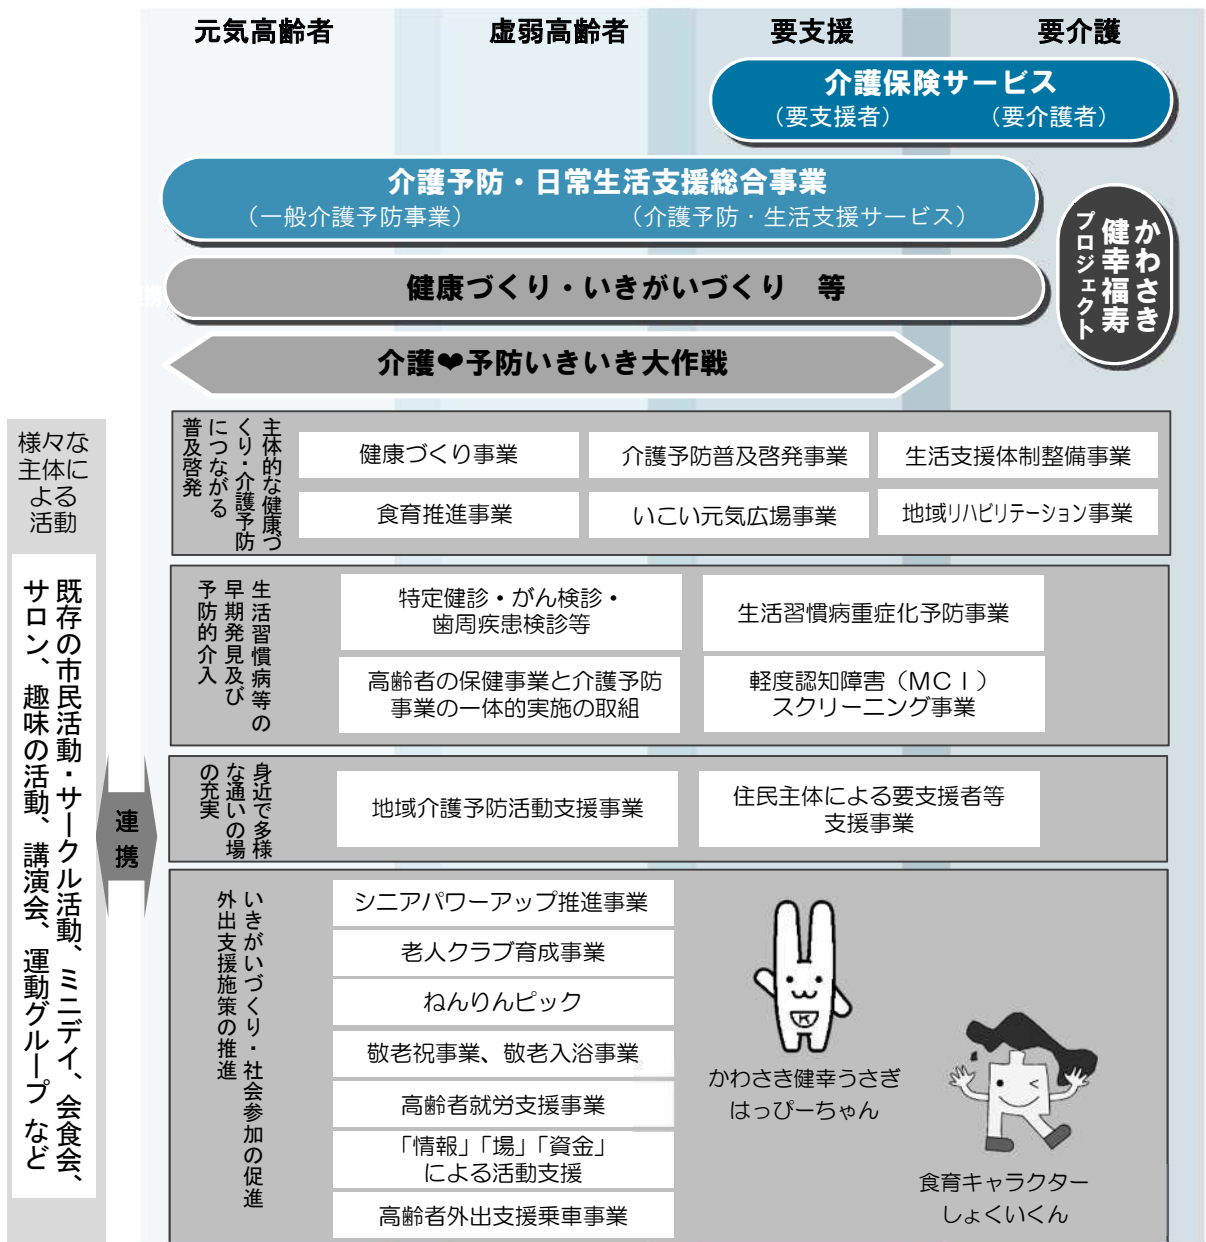 元気高齢者
虚弱高齢者
要支援
要介護
介護保険サービス
（要支援者）
（要介護者）
介護予防・日常生活支援総合事業
（一般介護予防事業）
（介護予防・生活支援サービス）
かわさき
健幸福寿
プロジェクト
健康づくり・いきがいづくり　等
介護❤予防いきいき大作戦
様々な
主体に
よる
活動
既存の市民活動・サークル活動、ミニデイ、会食会、
サロン、趣味の活動、講演会、運動グループ など
連
携
主体的な健康づ
くり・介護予防
につながる
普及啓発
健康づくり事業
介護予防普及啓発事業
生活支援体制整備事業
食育推進事業
いこい元気広場事業
地域リハビリテーション事業
生活習慣病等の
早期発見及び
予防的介入
特定健診・がん検診・
歯周疾患検診等
生活習慣病重症化予防事業
高齢者の保健事業と介護予防
事業の一体的実施の取組
軽度認知障害（ＭＣＩ）
スクリーニング事業
身近で多様
な通いの場
の充実
地域介護予防活動支援事業
住民主体による要支援者等
支援事業
いきがいづくり・社会参加の促進
外出支援施策の推進
シニアパワーアップ推進事業
老人クラブ育成事業
ねんりんピック
敬老祝事業、敬老入浴事業
高齢者就労支援事業
「情報」「場」「資金」
による活動支援
高齢者外出支援乗車事業
K
かわさき健幸うさぎ
はっぴーちゃん
食育キャラクター
しょくいくん